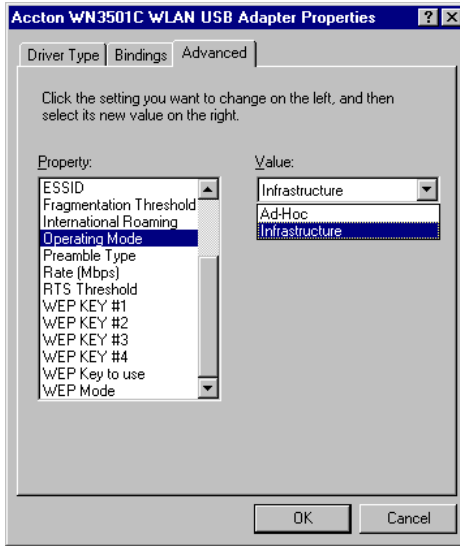 Accton WN3501C WLAN USB Adapter Properties
Driver Type Bindings Advanced
Click the setting you want to change on the left, and then
select its new value on the right.
Property:
ESSID
Fragmentation Threshold
International Roaming
Operating Mode
Preamble Type
Rate (Mbps)
RTS Threshold
WEP KEY #1
WEP KEY #2
WEP KEY #3
WEP KEY #4
WEP Key to use
WEP Mode
Value:
Infrastructure
Ad-Hoc
Infrastructure
OK Cancel